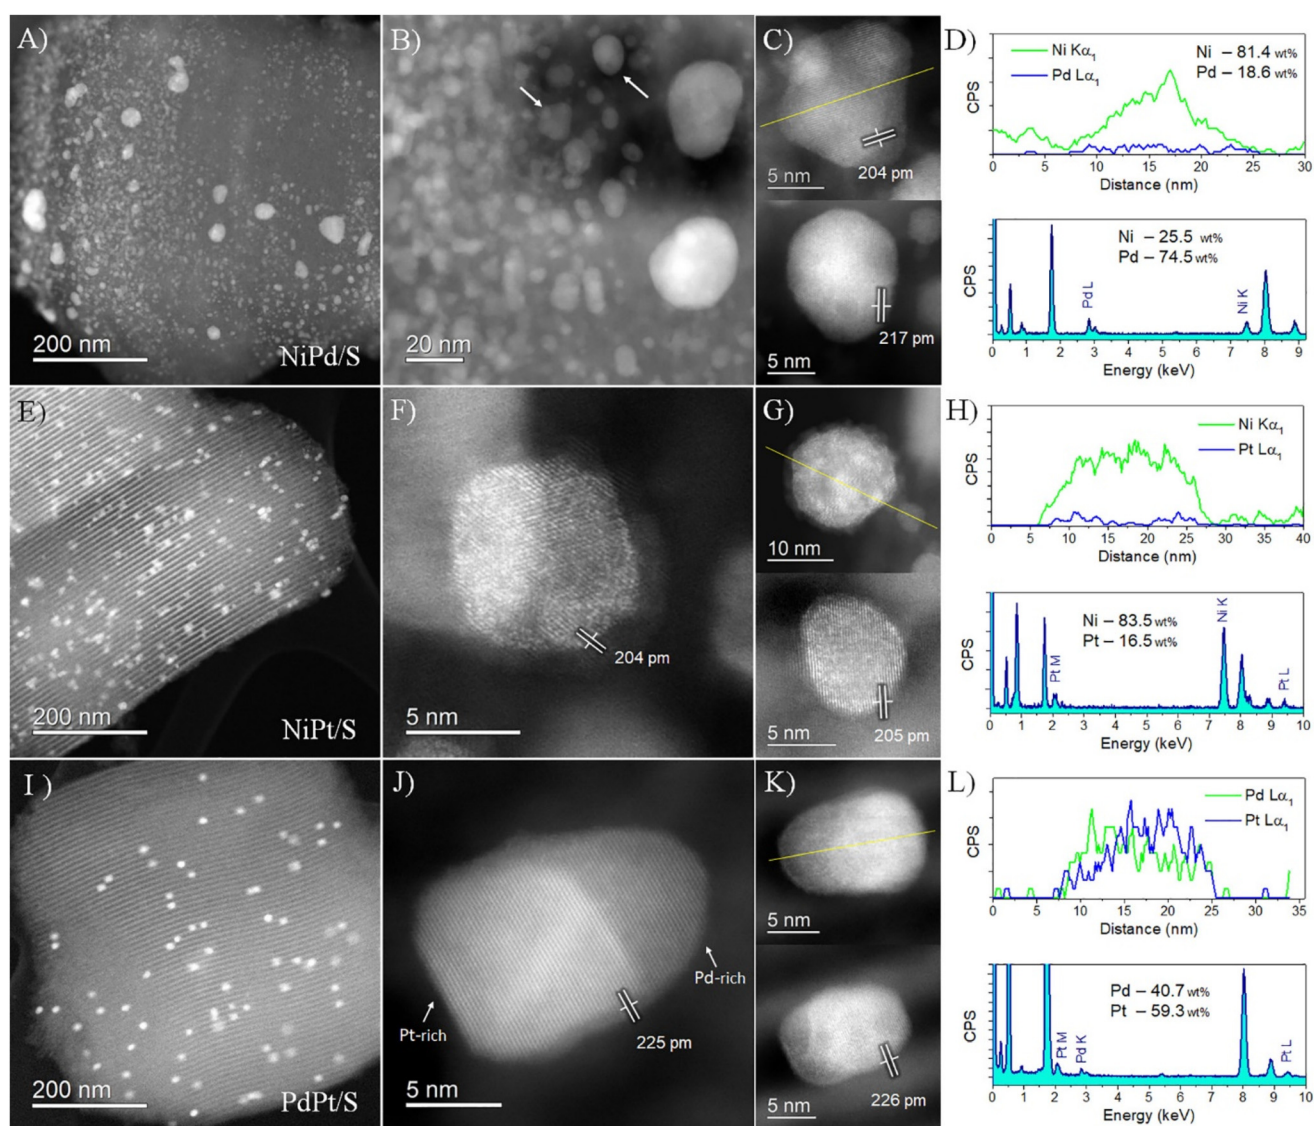 A)
200 nm
NiPd/S
B)
20 nm
C)
204 pm
5 nm
217 pm
5 nm
D)
Ni Kα1
Pd Lα1
Ni – 81.4 wt%
Pd – 18.6 wt%
CPS
0 5 10 15 20 25 30
Distance (nm)
Ni – 25.5 wt%
Pd – 74.5 wt%
CPS
Pd L
Ni K
0 1 2 3 4 5 6 7 8 9
Energy (keV)
E)
200 nm
NiPt/S
F)
204 pm
5 nm
G)
10 nm
205 pm
5 nm
H)
Ni Kα1
Pt Lα1
CPS
0 5 10 15 20 25 30 35 40
Distance (nm)
Ni – 83.5 wt%
Pt – 16.5 wt%
CPS
Pt M
Ni K
Pt L
0 1 2 3 4 5 6 7 8 9 10
Energy (keV)
I )
200 nm
PdPt/S
J)
Pd-rich
Pt-rich
225 pm
5 nm
K)
5 nm
226 pm
5 nm
L)
Pd Lα1
Pt Lα1
CPS
0 5 10 15 20 25 30 35
Distance (nm)
Pd – 40.7 wt%
Pt – 59.3 wt%
CPS
Pt M
Pd K
Pt L
0 1 2 3 4 5 6 7 8 9 10
Energy (keV)